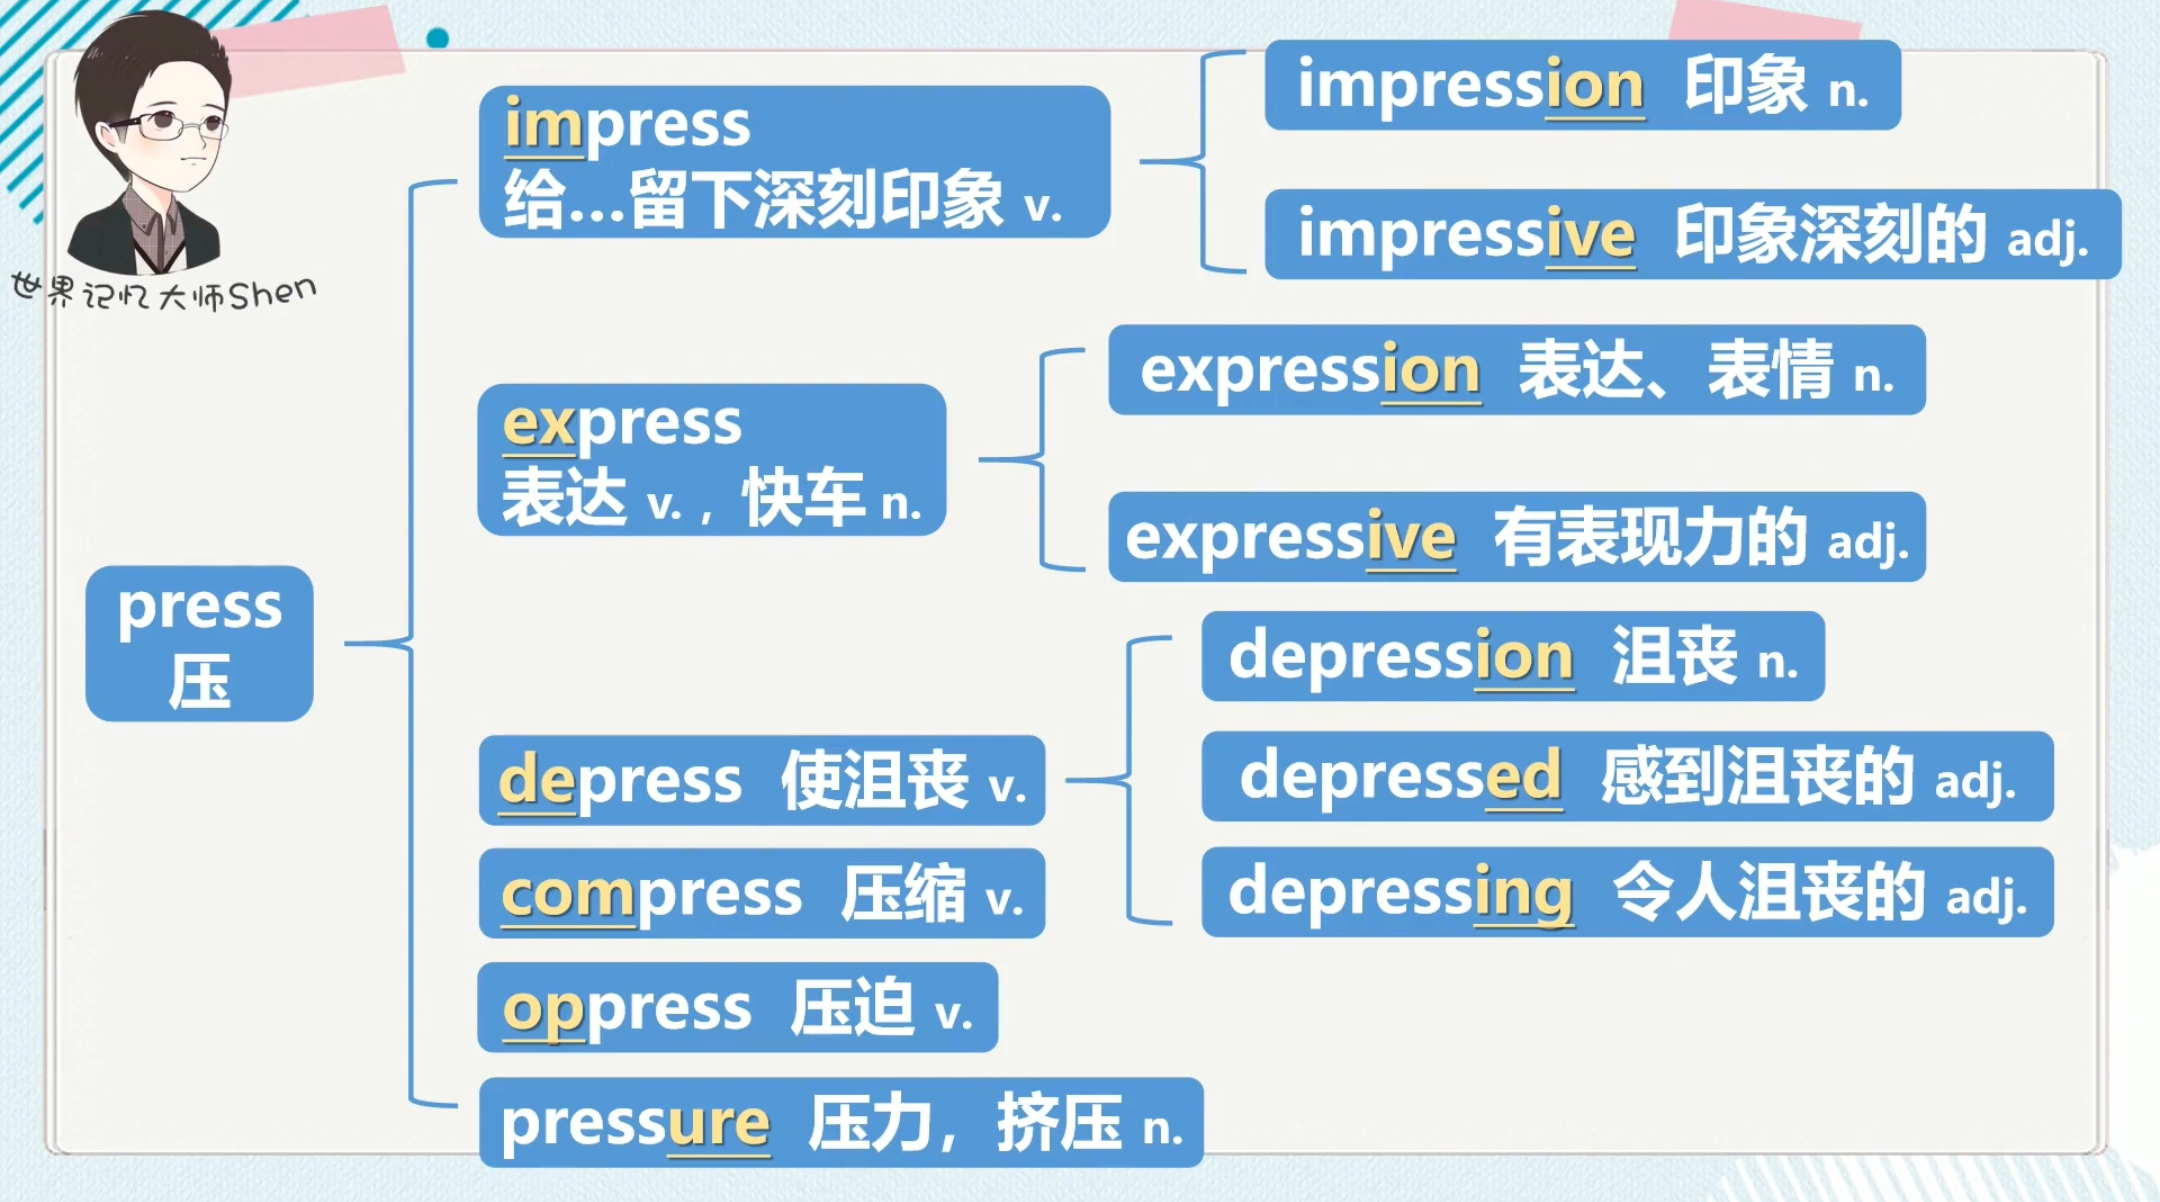 世界记忆大师Shen
press
压
impress
给...留下深刻印象 v.
impression 印象 n.
impressive 印象深刻的 adj.
express
表达 v. , 快车 n.
expression 表达、表情 n.
expressive 有表现力的 adj.
depress 使沮丧 v.
depression 沮丧 n.
depressed 感到沮丧的 adj.
depressing 令人沮丧的 adj.
compress 压缩 v.
oppress 压迫 v.
pressure 压力，挤压 n.